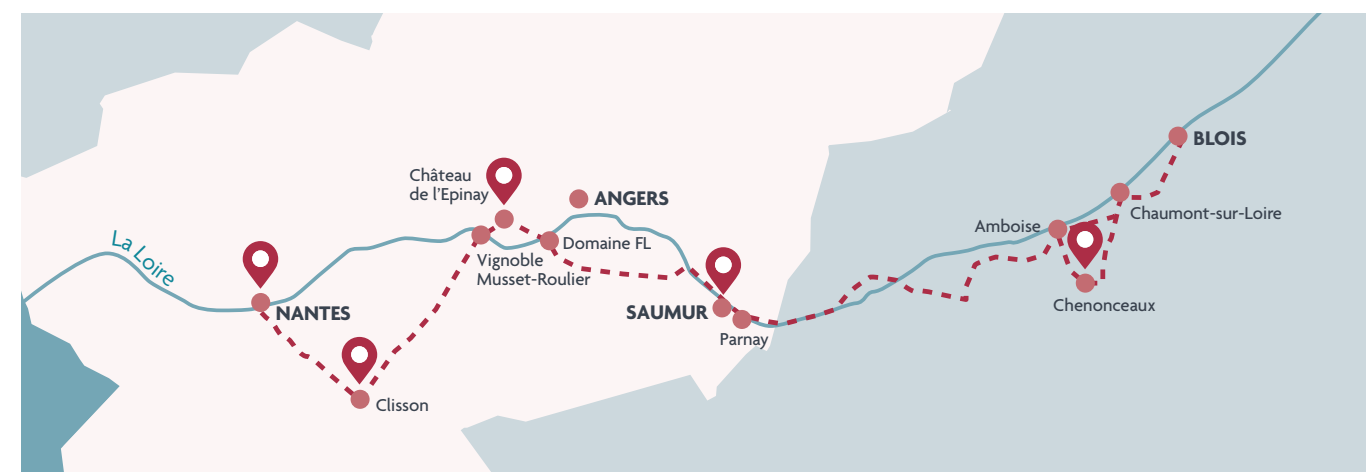 La Loire
NANTES
Clisson
Château
de l'Epinay
Vignoble
Musset-Roulier
ANGERS
Domaine FL
SAUMUR
Parnay
Amboise
Chenonceaux
Chaumont-sur-Loire
BLOIS